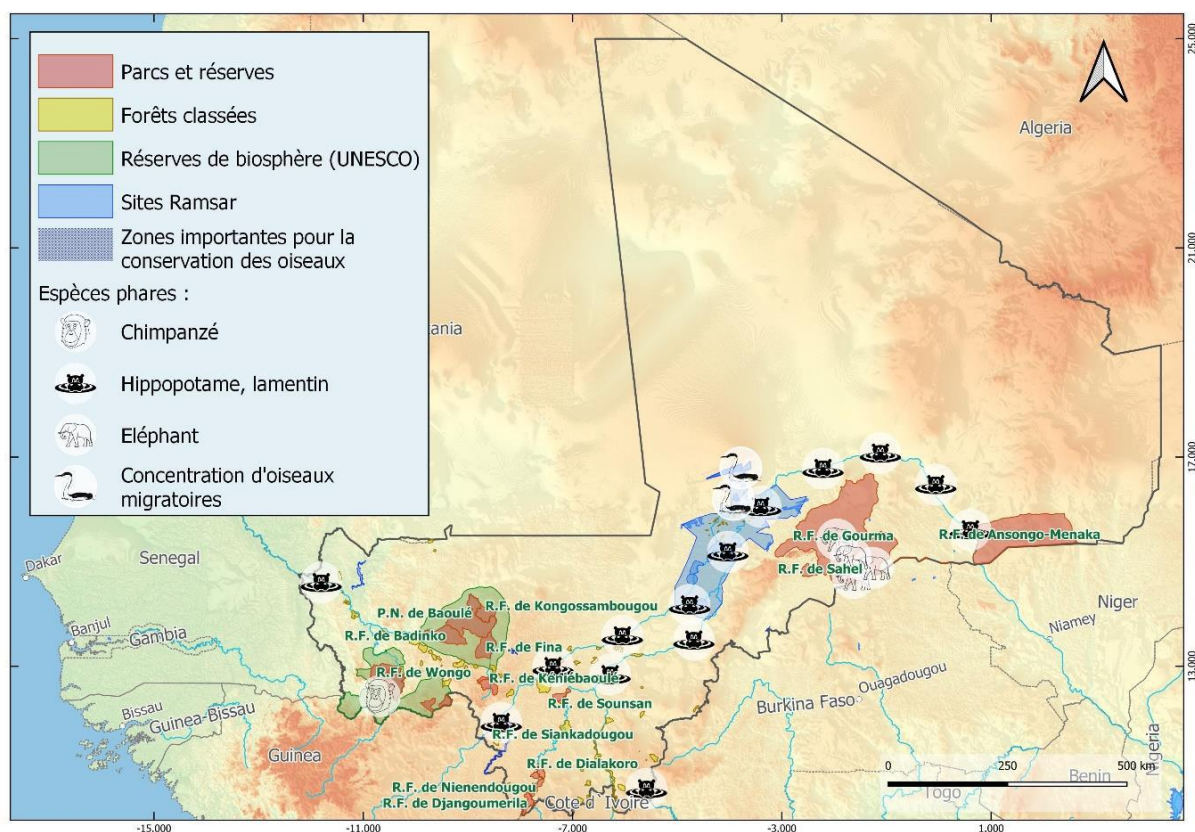 Parcs et réserves
Forêts classées
Réserves de biosphère (UNESCO)
Sites Ramsar
Zones importantes pour la
conservation des oiseaux
Espèces phares :
Chimpanzé
Hippopotame, lamentin
Eléphant
Concentration d'oiseaux
migratoires
25.000
Algeria
21.000
tania
17.000
R.F. de Gourma
R.F. de Ansongo-Menaka
Senegal
Dakar
R.F. de Sahel
Niger
P.N. de Baoulé
R.F. de Kongossambougou
Banjul
Gambia
R.F. de Badinko
R.F. de Fina
Niamey
13.000
R.F. de Wongo
R.F. de Keniébaoulé
Ouagadougou
Bissau
Guinea-Bissau
R.F. de Sounsan
Burkina Faso
Guinea
R.F. de Siankadougou
Nigeria
R.F. de Dialakoro
0
250
500 km
R.F. de Nienendougou
Benin
R.F. de Djangoumerila
Cote d' Ivoire
Togo
-15.000
-11.000
-7.000
-3.000
1.000